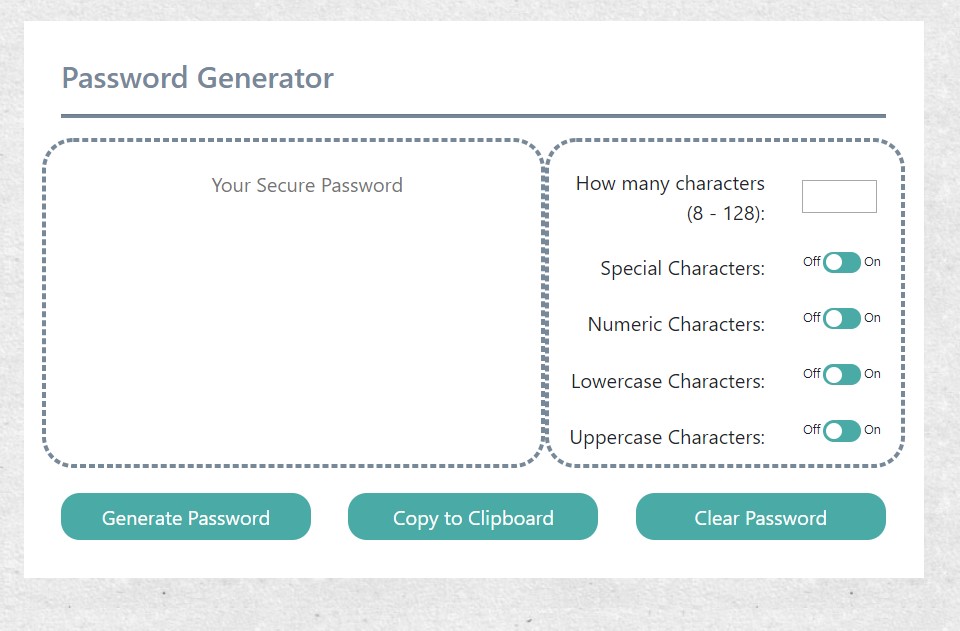 Password Generator
Your Secure Password
How many characters
(8 - 128):
Special Characters:
Off On
Numeric Characters:
Off On
Lowercase Characters:
Off On
Uppercase Characters:
Off On
Generate Password
Copy to Clipboard
Clear Password